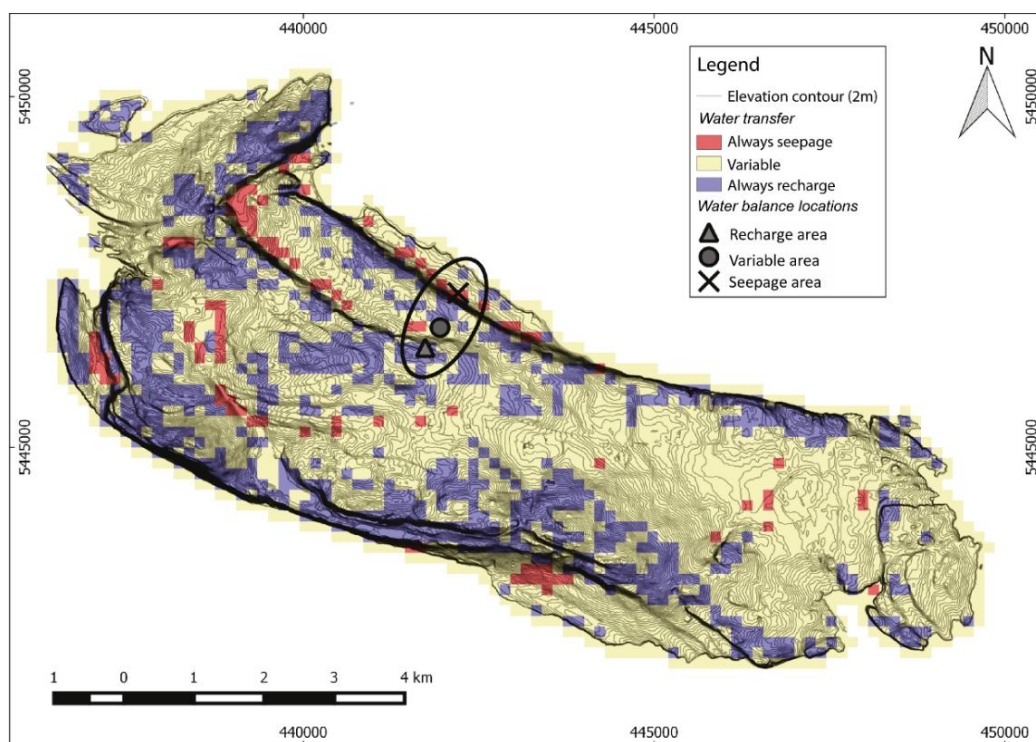 440000 445000 450000
5450000 5450000
Legend
Elevation contour (2m)
Water transfer
Always seepage
Variable
Always recharge
Water balance locations
Recharge area
Variable area
Seepage area
N
5445000 5445000
1 0 1 2 3 4 km
440000 445000 450000